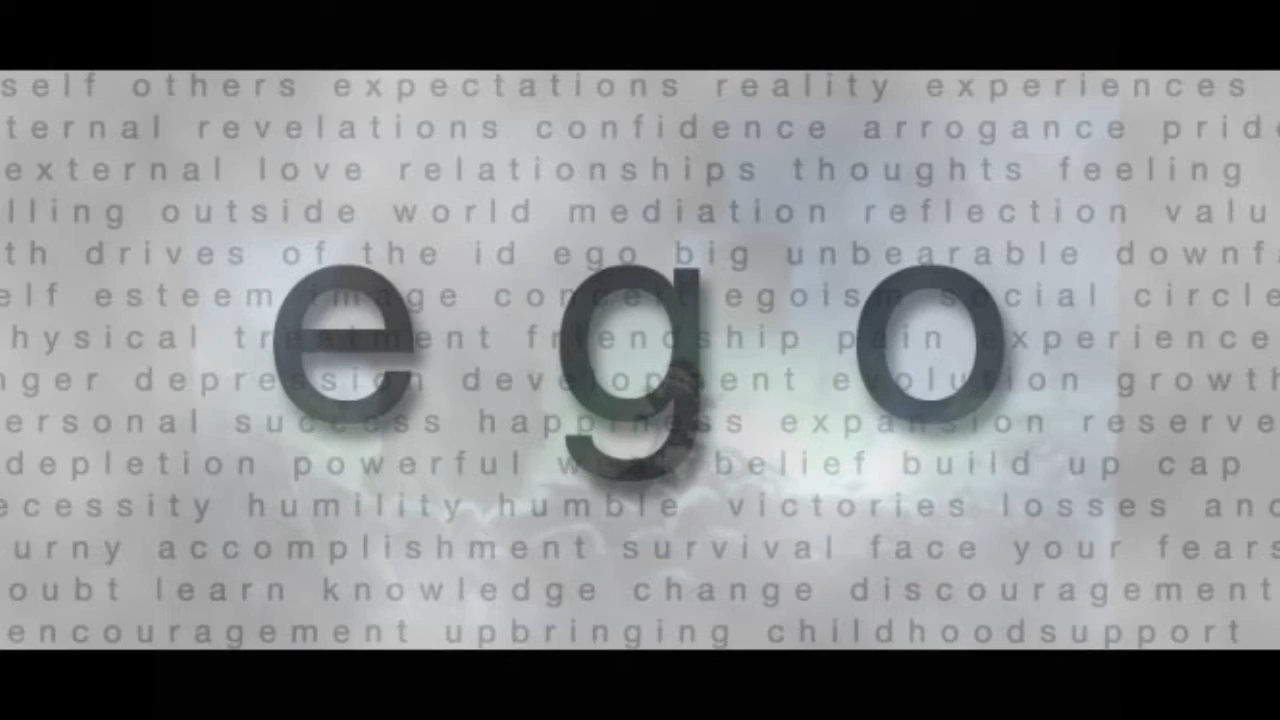 self others expectations reality experiences
ternal revelations confidence arrogance prid
external love relationships thoughts feeling
lling outside world mediation reflection valu
th drives of the id ego big unbearable downfa
elf esteem image concept egoism social circle
ego
hysical treatment friendship pain experience
nger depression development evolution growth
ersonal success happiness expansion reserve
depletion powerful weak belief build up cap
ecessity humility humble victories losses and
urny accomplishment survival face your fears
oubt learn knowledge change discouragement
encouragement upbringing childhoodsupport